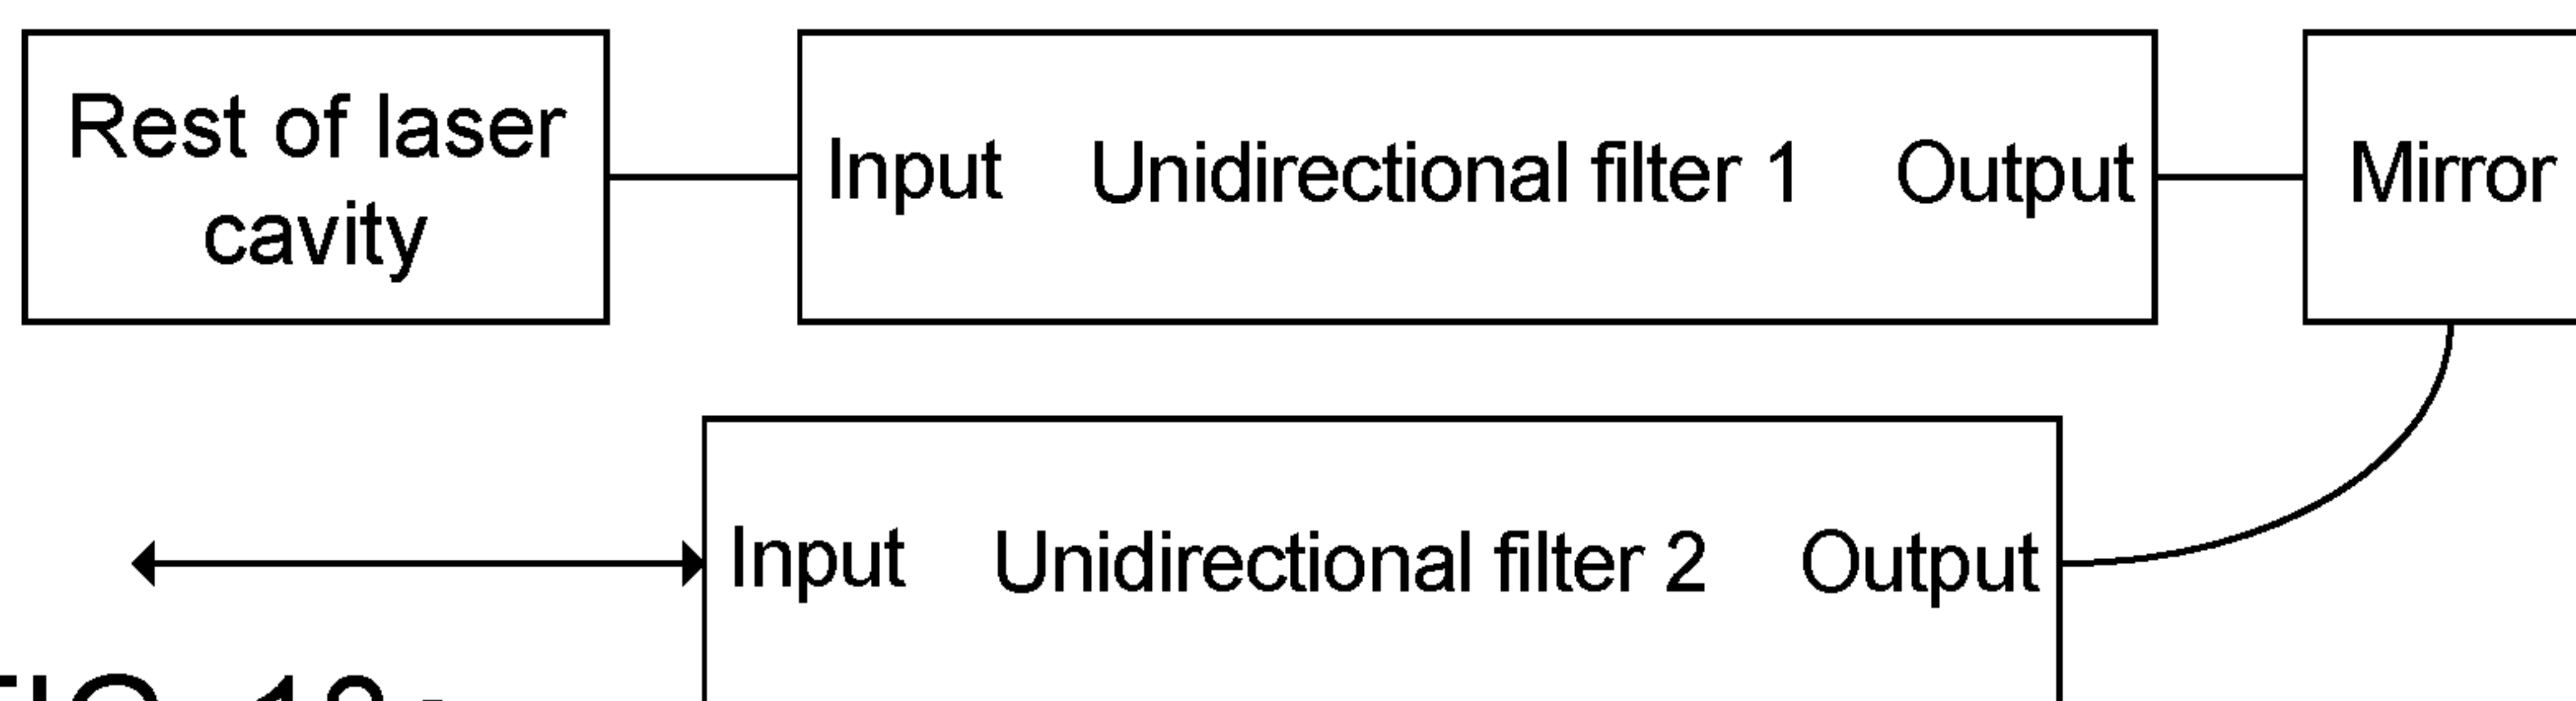 Rest of laser
cavity
Input Unidirectional filter 1 Output
Mirror
Input Unidirectional filter 2 Output